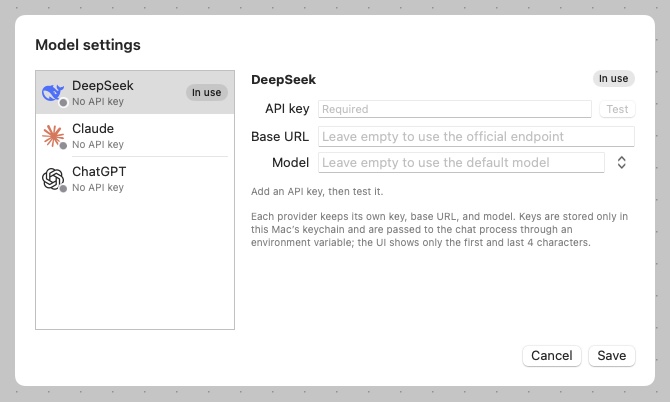 Model settings
DeepSeek
No API key
In use
Claude
No API key
ChatGPT
No API key
DeepSeek
In use
API key
Required
Test
Base URL
Leave empty to use the official endpoint
Model
Leave empty to use the default model
Add an API key, then test it.
Each provider keeps its own key, base URL, and model. Keys are stored only in
this Mac's keychain and are passed to the chat process through an
environment variable; the UI shows only the first and last 4 characters.
Cancel
Save